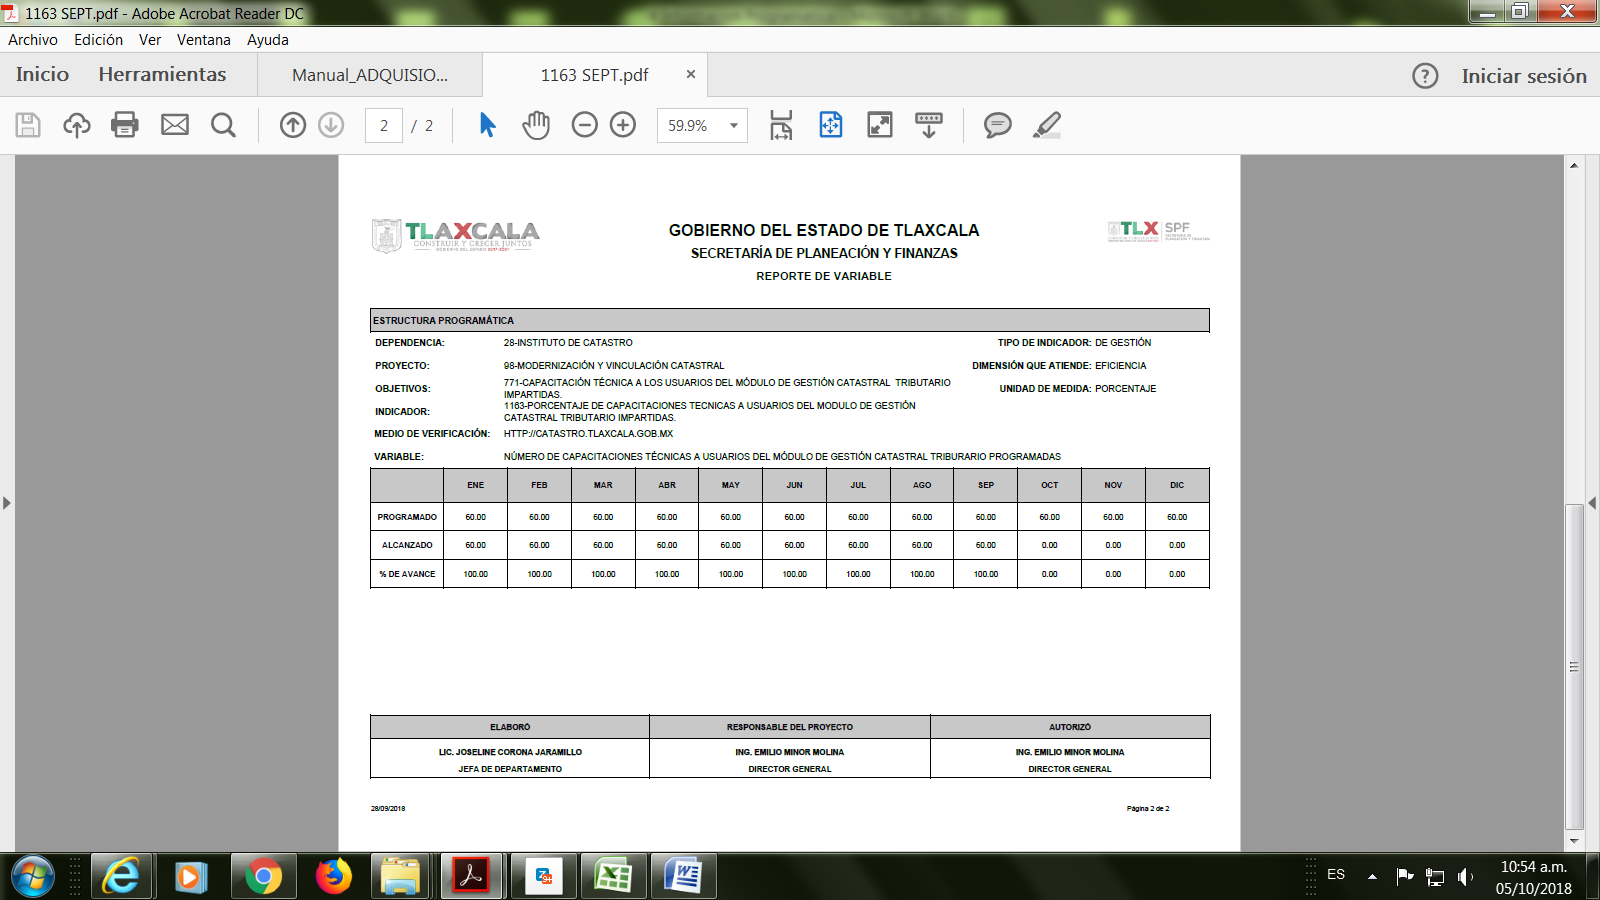 1163 SEPT.pdf - Adobe Acrobat Reader DC
Archivo Edición Ver Ventana Ayuda
Inicio Herramientas Manual_ADQUISIO... 1163 SEPT.pdf × Iniciar sesión
2 / 2 59.9%
TLAXCALA
CONSTRUIR Y CRECER JUNTOS
GOBIERNO DEL ESTADO 2017-2021
GOBIERNO DEL ESTADO DE TLAXCALA
SECRETARÍA DE PLANEACIÓN Y FINANZAS
REPORTE DE VARIABLE
TLX SPF
SECRETARÍA DE
PLANEACIÓN Y FINANZAS
ESTRUCTURA PROGRAMÁTICA
DEPENDENCIA: 28-INSTITUTO DE CATASTRO TIPO DE INDICADOR: DE GESTIÓN
PROYECTO: 98-MODERNIZACIÓN Y VINCULACIÓN CATASTRAL DIMENSIÓN QUE ATIENDE: EFICIENCIA
OBJETIVOS: 771-CAPACITACIÓN TÉCNICA A LOS USUARIOS DEL MÓDULO DE GESTIÓN CATASTRAL TRIBUTARIO
IMPARTIDAS. UNIDAD DE MEDIDA: PORCENTAJE
INDICADOR: 1163-PORCENTAJE DE CAPACITACIONES TECNICAS A USUARIOS DEL MODULO DE GESTIÓN
CATASTRAL TRIBUTARIO IMPARTIDAS.
MEDIO DE VERIFICACIÓN: HTTP://CATASTRO.TLAXCALA.GOB.MX
VARIABLE: NÚMERO DE CAPACITACIONES TÉCNICAS A USUARIOS DEL MÓDULO DE GESTIÓN CATASTRAL TRIBURARIO PROGRAMADAS
ENE FEB MAR ABR MAY JUN JUL AGO SEP OCT NOV DIC
PROGRAMADO 60.00 60.00 60.00 60.00 60.00 60.00 60.00 60.00 60.00 60.00 60.00 60.00
ALCANZADO 60.00 60.00 60.00 60.00 60.00 60.00 60.00 60.00 60.00 0.00 0.00 0.00
% DE AVANCE 100.00 100.00 100.00 100.00 100.00 100.00 100.00 100.00 100.00 0.00 0.00 0.00
ELABORÓ RESPONSABLE DEL PROYECTO AUTORIZÓ
LIC. JOSELINE CORONA JARAMILLO ING. EMILIO MINOR MOLINA ING. EMILIO MINOR MOLINA
JEFA DE DEPARTAMENTO DIRECTOR GENERAL DIRECTOR GENERAL
28/09/2018 Página 2 de 2
ES 10:54 a.m.
05/10/2018